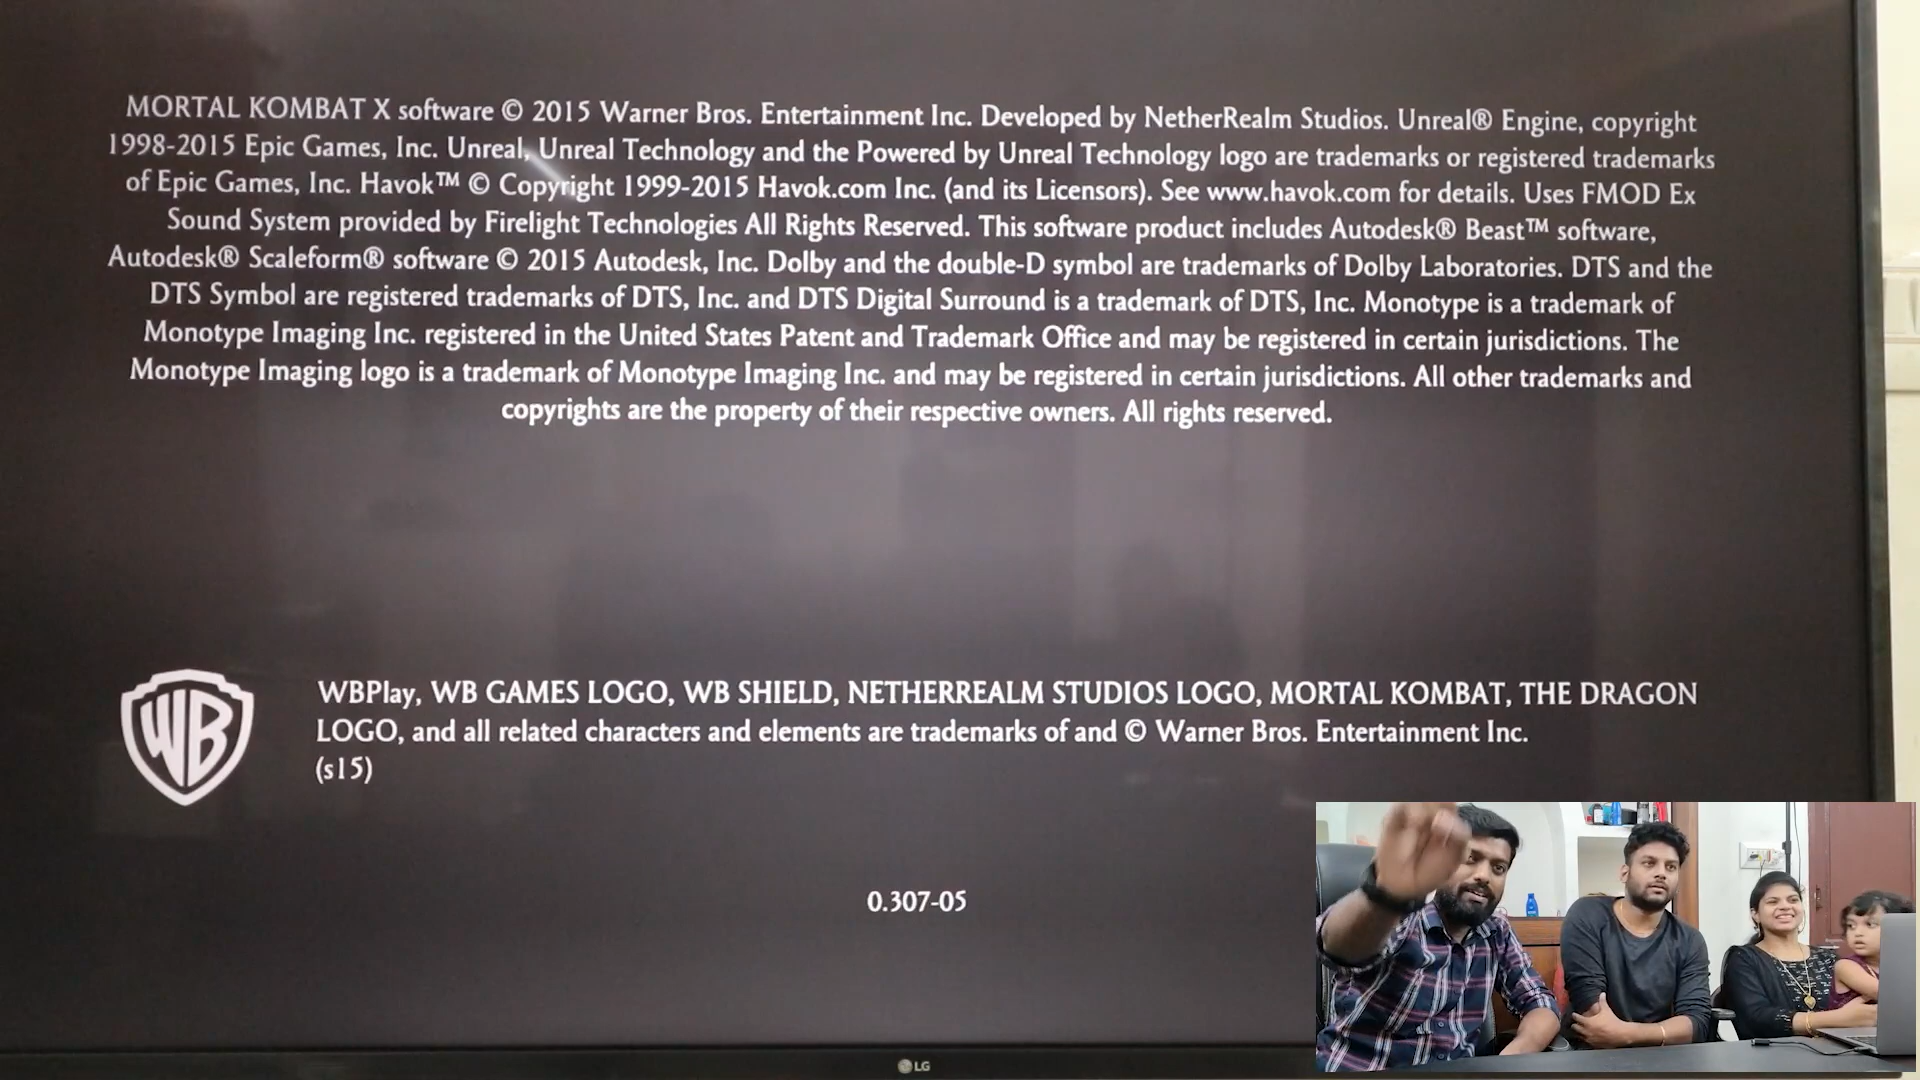 MORTAL KOMBAT X software © 2015 Warner Bros. Entertainment Inc. Developed by NetherRealm Studios. Unreal® Engine, copyright
1998-2015 Epic Games, Inc. Unreal, Unreal Technology and the Powered by Unreal Technology logo are trademarks or registered trademarks
of Epic Games, Inc. Havok™ © Copyright 1999-2015 Havok.com Inc. (and its Licensors). See www.havok.com for details. Uses FMOD Ex
Sound System provided by Firelight Technologies All Rights Reserved. This software product includes Autodesk® Beast™ software,
Autodesk® Scaleform® software © 2015 Autodesk, Inc. Dolby and the double-D symbol are trademarks of Dolby Laboratories. DTS and the
DTS Symbol are registered trademarks of DTS, Inc. and DTS Digital Surround is a trademark of DTS, Inc. Monotype is a trademark of
Monotype Imaging Inc. registered in the United States Patent and Trademark Office and may be registered in certain jurisdictions. The
Monotype Imaging logo is a trademark of Monotype Imaging Inc. and may be registered in certain jurisdictions. All other trademarks and
copyrights are the property of their respective owners. All rights reserved.
WB
WBPlay, WB GAMES LOGO, WB SHIELD, NETHERREALM STUDIOS LOGO, MORTAL KOMBAT, THE DRAGON
LOGO, and all related characters and elements are trademarks of and © Warner Bros. Entertainment Inc.
(s15)
0.307-05
LG